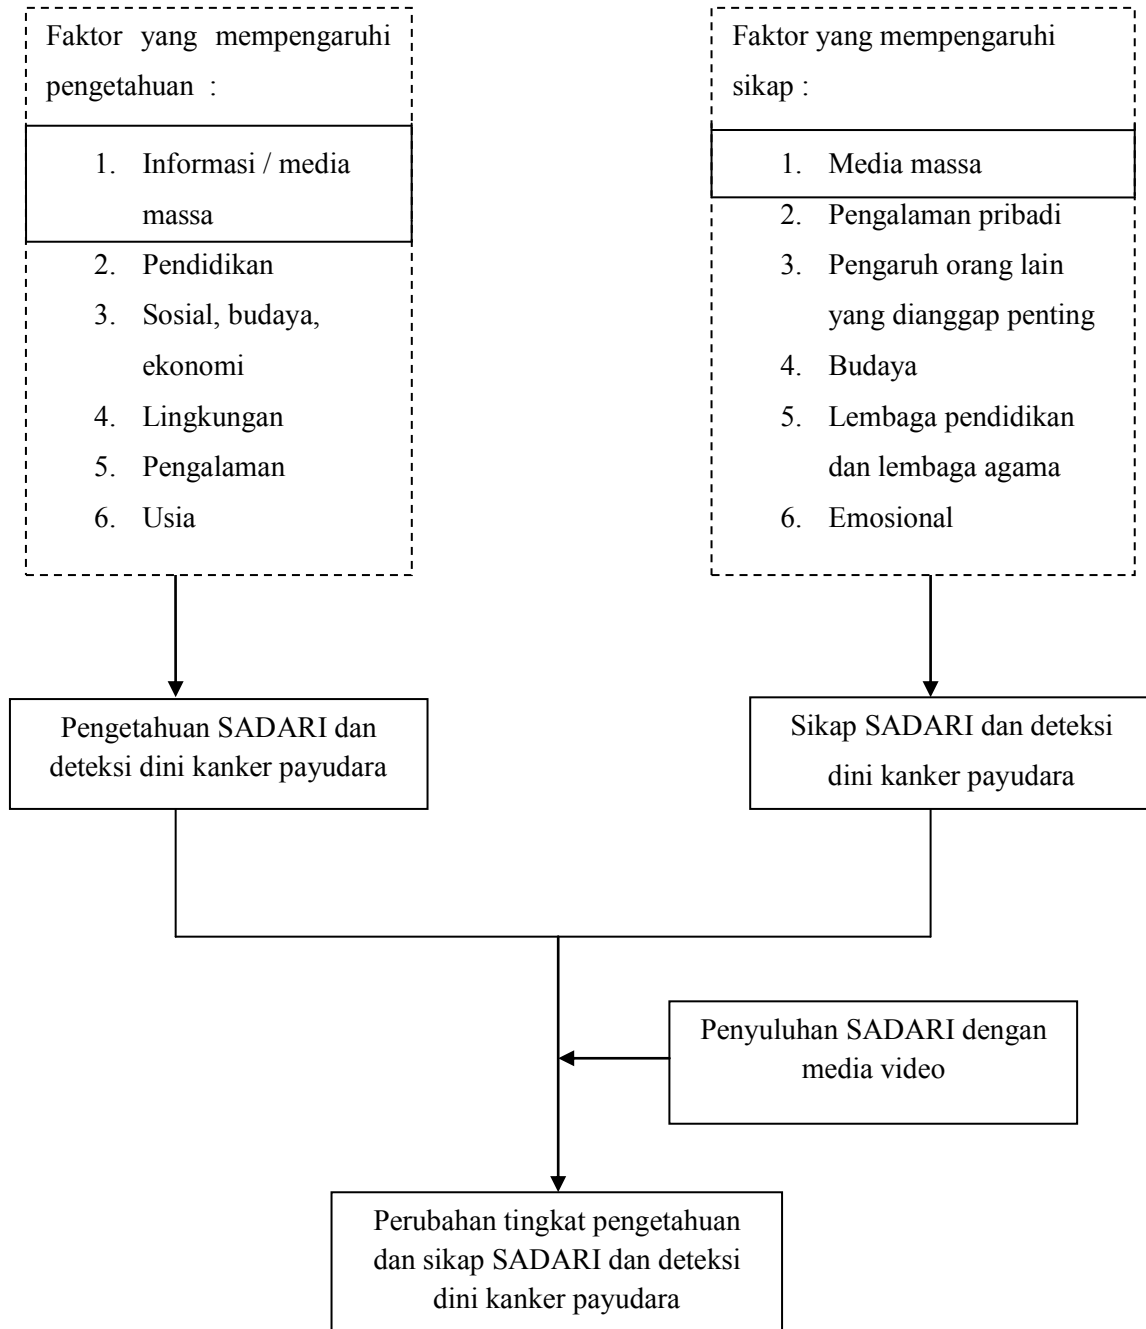 Faktor yang mempengaruhi
pengetahuan :
1. Informasi / media
massa
2. Pendidikan
3. Sosial, budaya,
ekonomi
4. Lingkungan
5. Pengalaman
6. Usia
Faktor yang mempengaruhi
sikap :
1. Media massa
2. Pengalaman pribadi
3. Pengaruh orang lain
yang dianggap penting
4. Budaya
5. Lembaga pendidikan
dan lembaga agama
6. Emosional
Pengetahuan SADARI dan
deteksi dini kanker payudara
Sikap SADARI dan deteksi
dini kanker payudara
Penyuluhan SADARI dengan
media video
Perubahan tingkat pengetahuan
dan sikap SADARI dan deteksi
dini kanker payudara